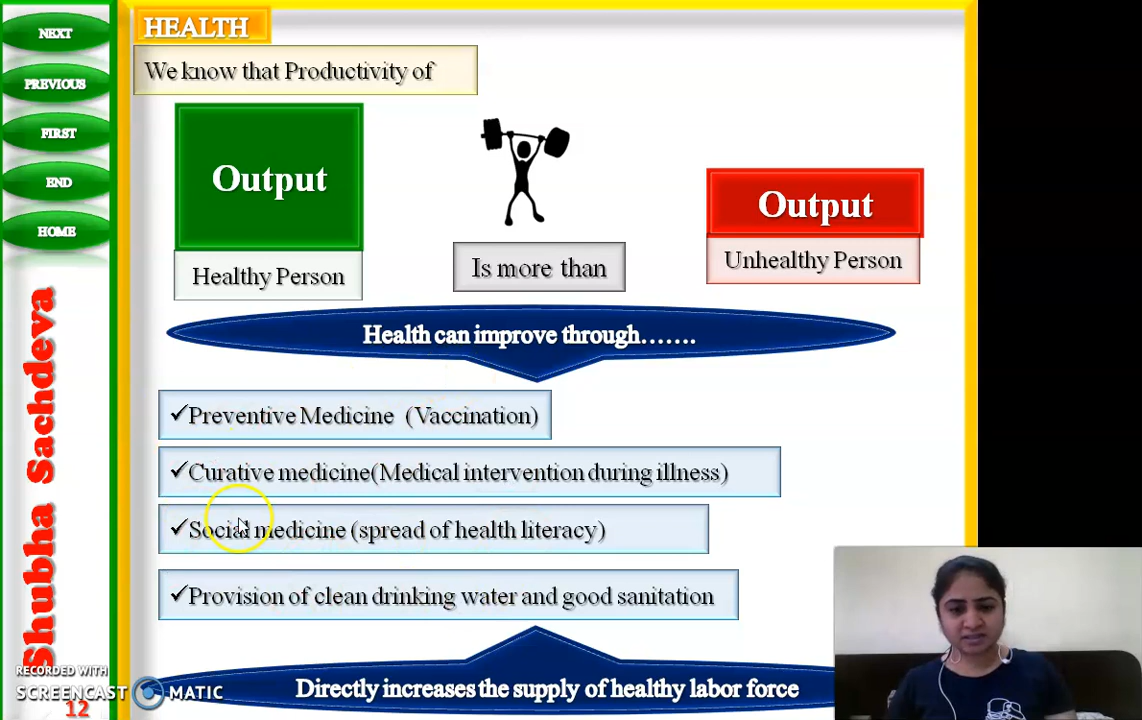 NEXT
PREVIOUS
FIRST
END
HOME
Shubha Sachdeva
HEALTH
We know that Productivity of
Output
Healthy Person
Is more than
Output
Unhealthy Person
Health can improve through…….
✓Preventive Medicine (Vaccination)
✓Curative medicine(Medical intervention during illness)
✓Social medicine (spread of health literacy)
✓Provision of clean drinking water and good sanitation
Directly increases the supply of healthy labor force
RECORDED WITH
SCREENCAST MATIC
12